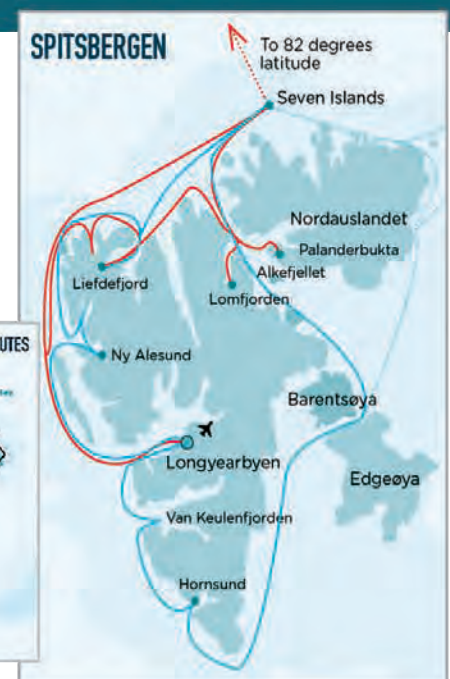 SPITSBERGEN
To 82 degrees
latitude
Seven Islands
Nordauslandet
Palanderbukta
Alkefjellet
Liefdefjord
Lomfjorden
UTES
Ny Alesund
Barentsøya
Longyearbyen
Edgeøya
Van Keulenfjorden
Hornsund